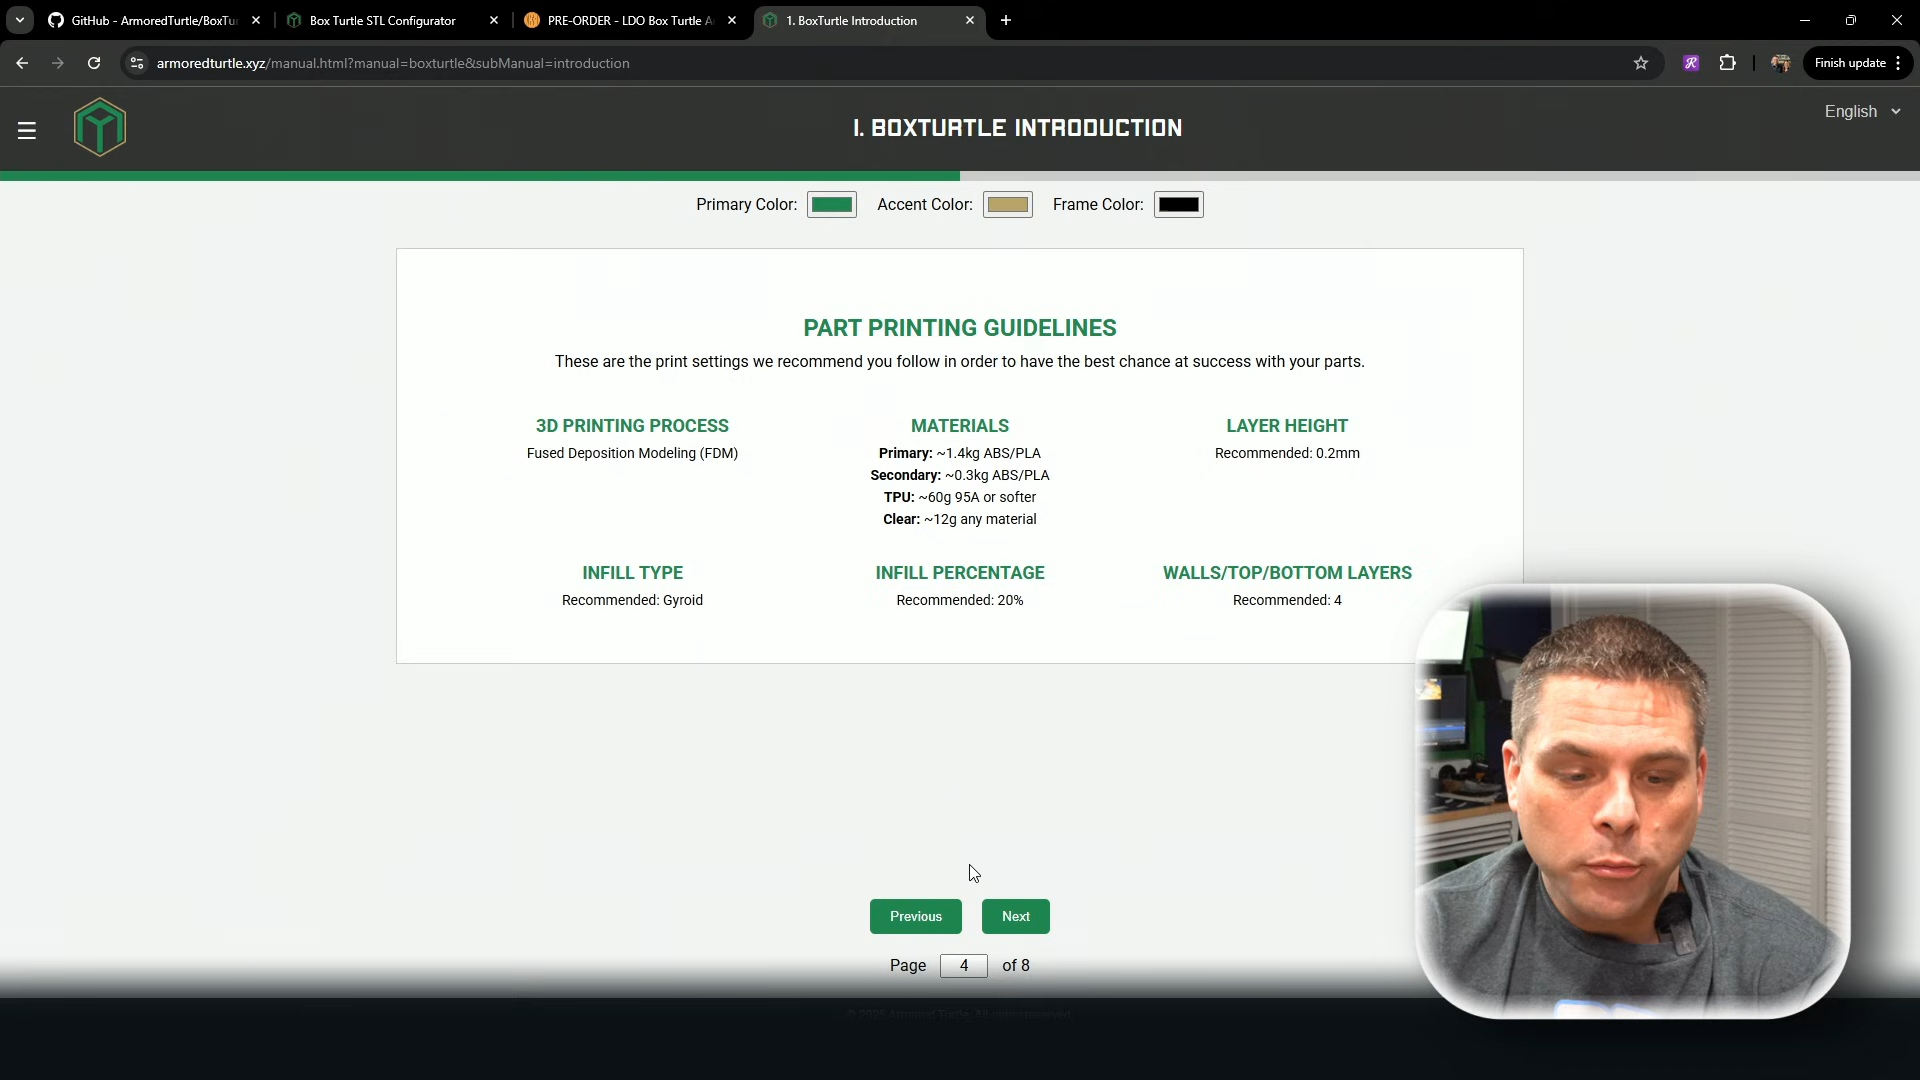 GitHub - ArmoredTurtle/BoxTur
Box Turtle STL Configurator
PRE-ORDER - LDO Box Turtle A
1. BoxTurtle Introduction
armoredturtle.xyz/manual.html?manual=boxturtle&subManual=introduction
Finish update
I. BOXTURTLE INTRODUCTION
English
Primary Color:
Accent Color:
Frame Color:
PART PRINTING GUIDELINES
These are the print settings we recommend you follow in order to have the best chance at success with your parts.
3D PRINTING PROCESS
Fused Deposition Modeling (FDM)
MATERIALS
Primary: ~1.4kg ABS/PLA
Secondary: ~0.3kg ABS/PLA
TPU: ~60g 95A or softer
Clear: ~12g any material
LAYER HEIGHT
Recommended: 0.2mm
INFILL TYPE
Recommended: Gyroid
INFILL PERCENTAGE
Recommended: 20%
WALLS/TOP/BOTTOM LAYERS
Recommended: 4
Previous
Next
Page 4 of 8